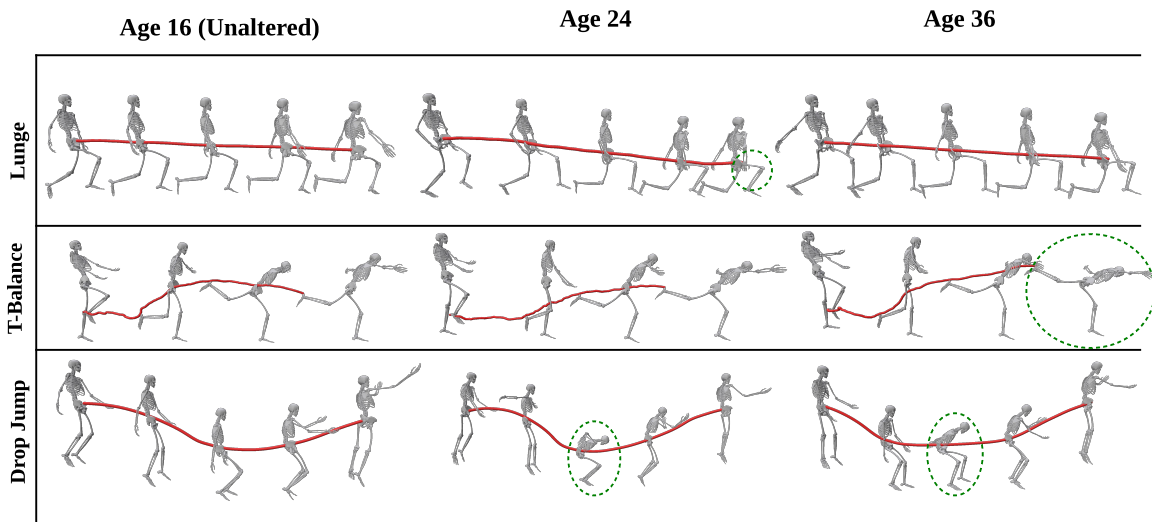 Age 16 (Unaltered)
Age 24
Age 36
Lunge
T-Balance
Drop Jump